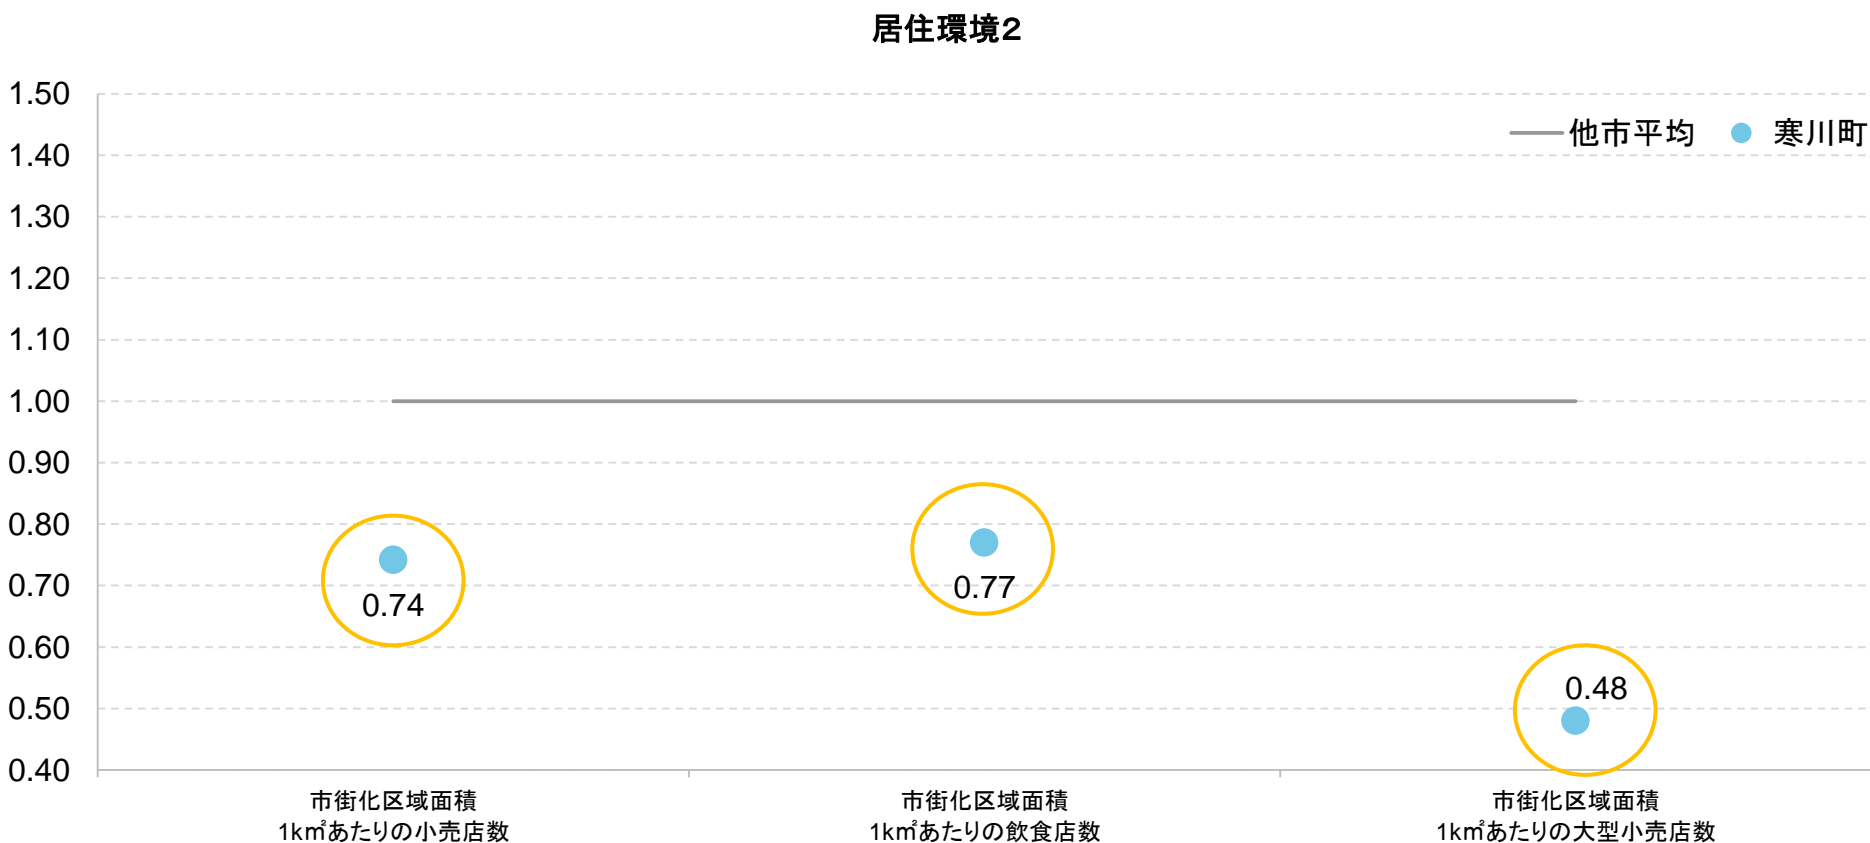 居住環境2
1.50
1.40
1.30
1.20
1.10
1.00
0.90
0.80
0.70
0.60
0.50
0.40
他市平均
寒川町
0.74
0.77
0.48
市街化区域面積
1k㎡あたりの小売店数
市街化区域面積
1k㎡あたりの飲食店数
市街化区域面積
1k㎡あたりの大型小売店数